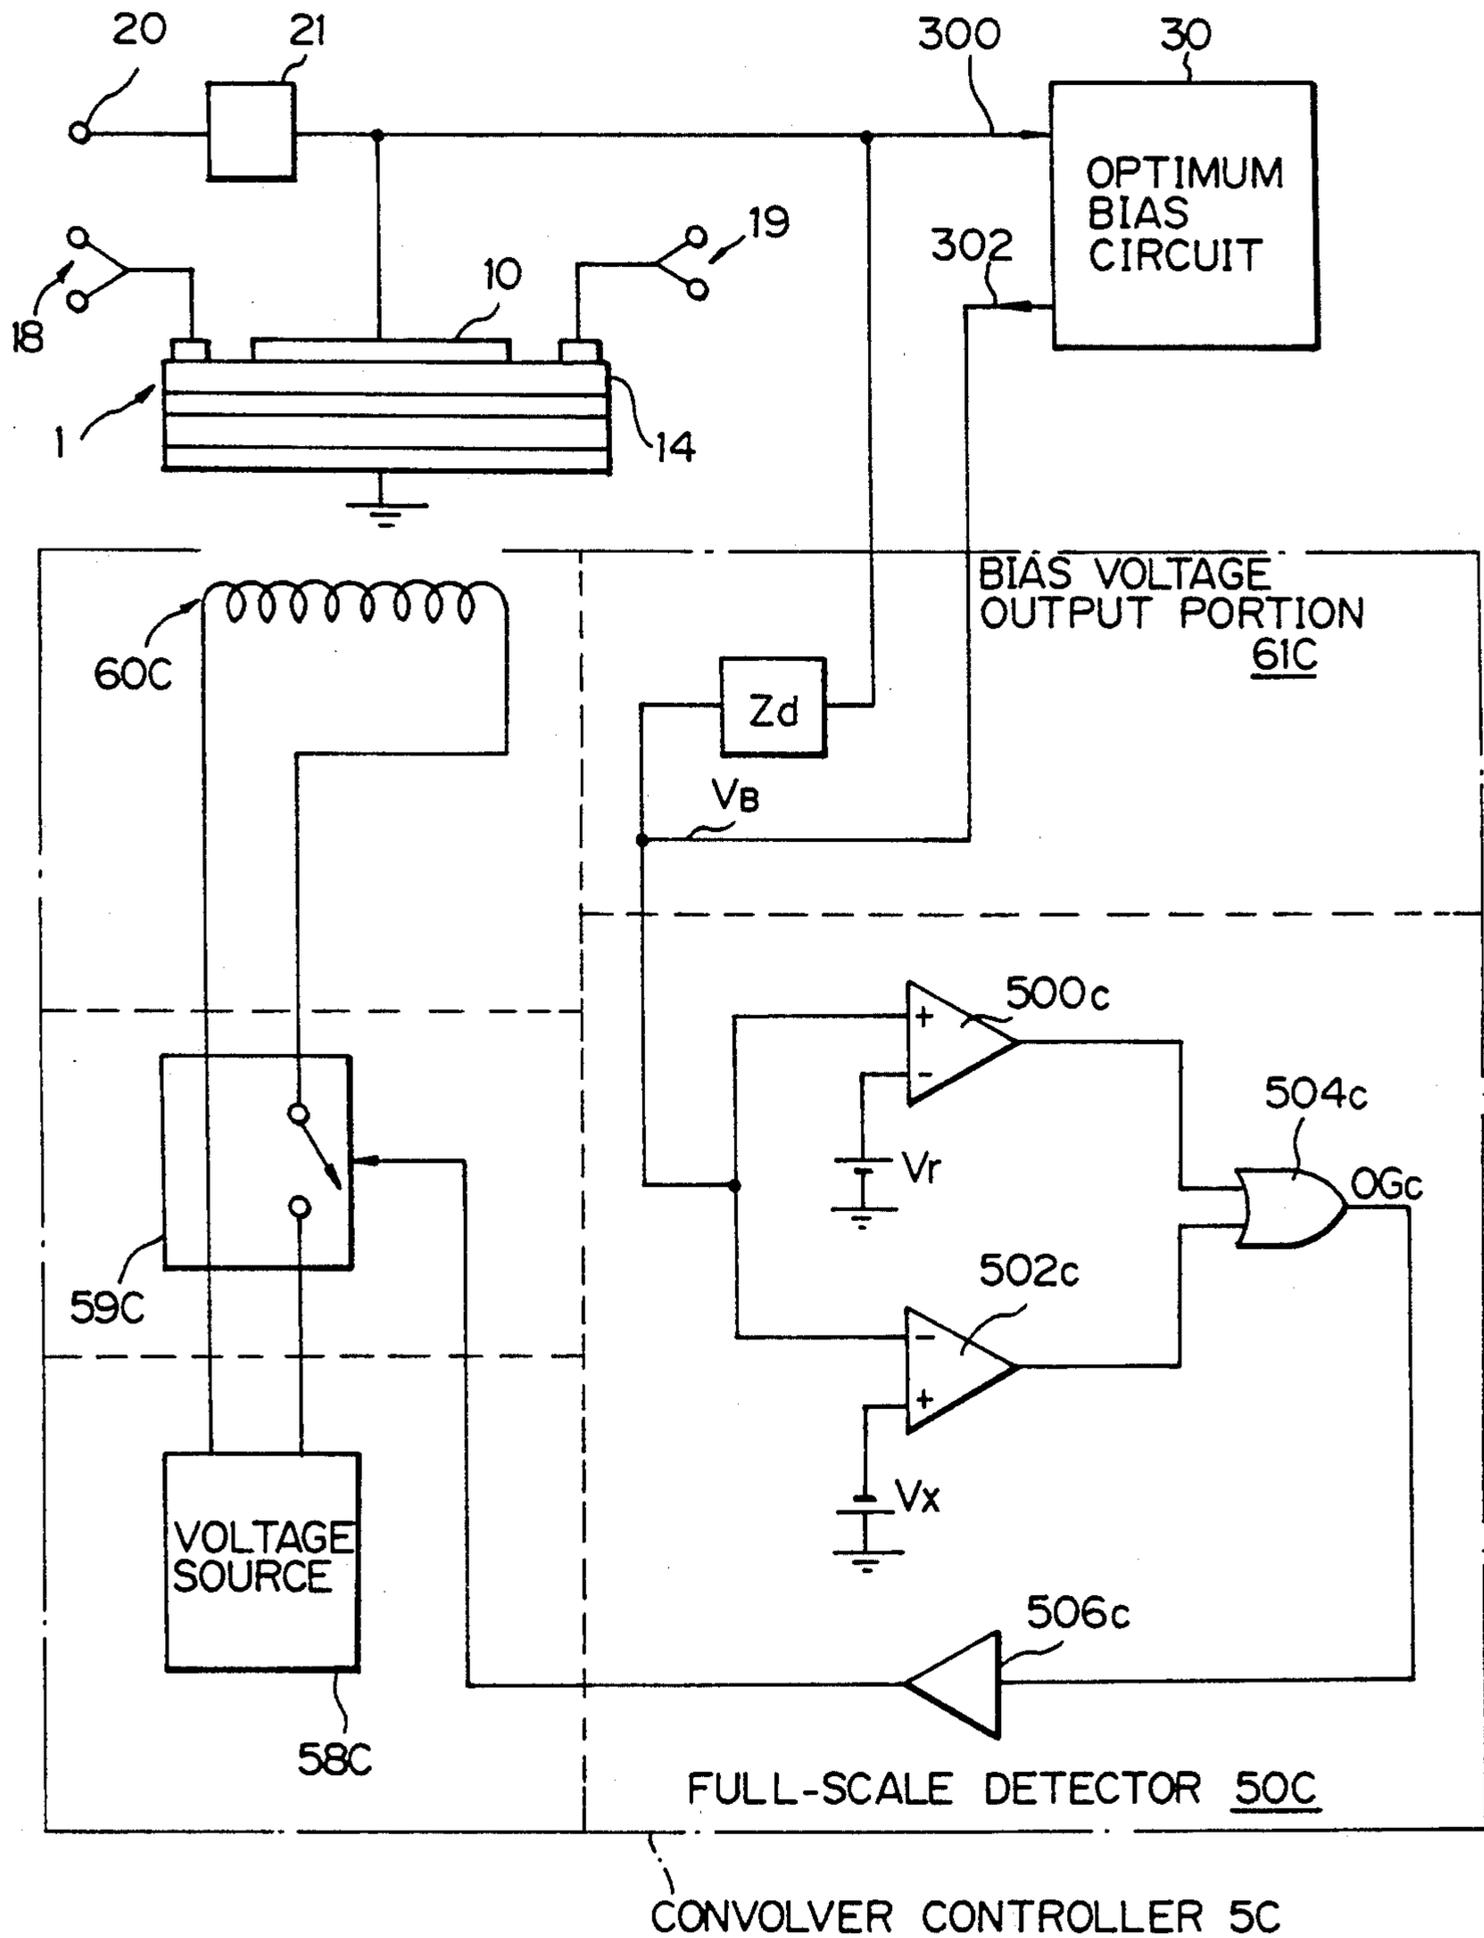 20
21
300
30
OPTIMUM
BIAS
CIRCUIT
302
19
18
10
1
14
BIAS VOLTAGE
OUTPUT PORTION
61C
60C
Zd
VB
500c
+
-
Vr
504c
OGc
59C
502c
-
+
Vx
VOLTAGE
SOURCE
506c
58C
FULL-SCALE DETECTOR 50C
CONVOLVER CONTROLLER 5C